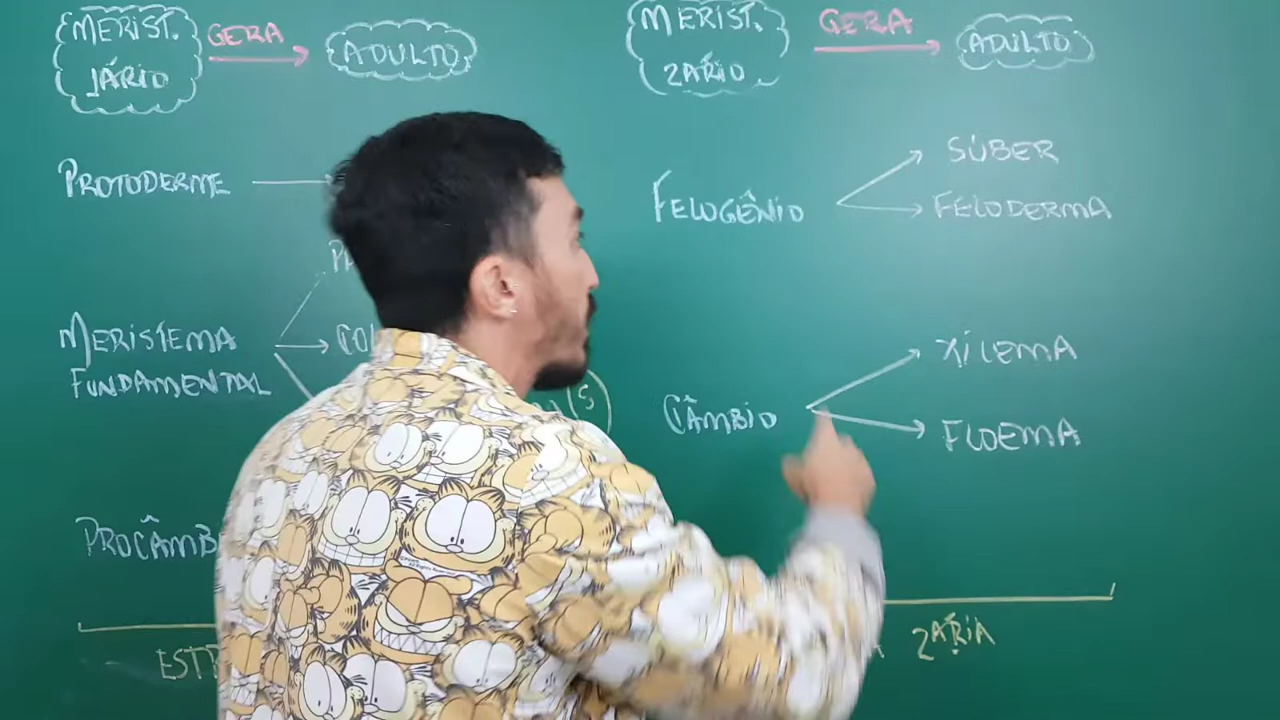 MERIST.
1ÁRIO
GERA
ADULTO
PROTODERME
MERISTEMA
FUNDAMENTAL
MERIST.
2ÁRIO
GERA
ADULTO
FELOGÊNIO
SÚBER
FELODERMA
CÂMBIO
XILEMA
FLOEMA
2ÁRIA